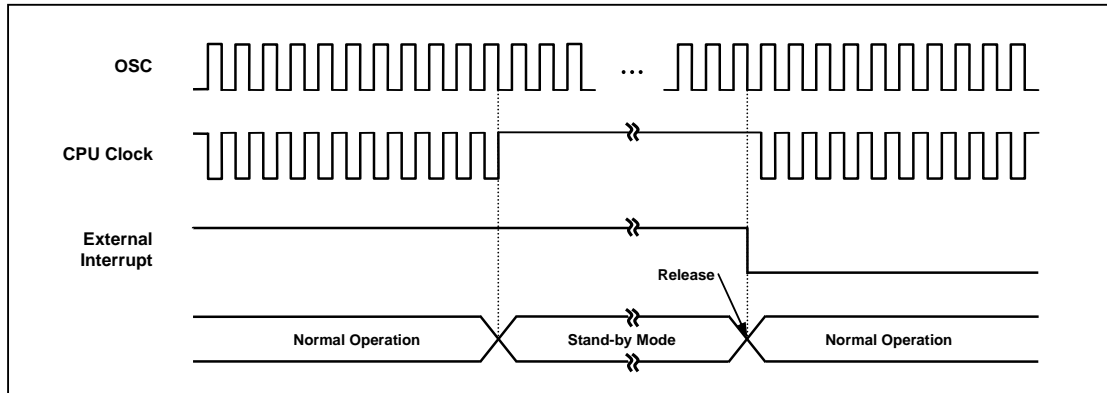 OSC
...
CPU Clock
External
Interrupt
Release
Normal Operation
Stand-by Mode
Normal Operation